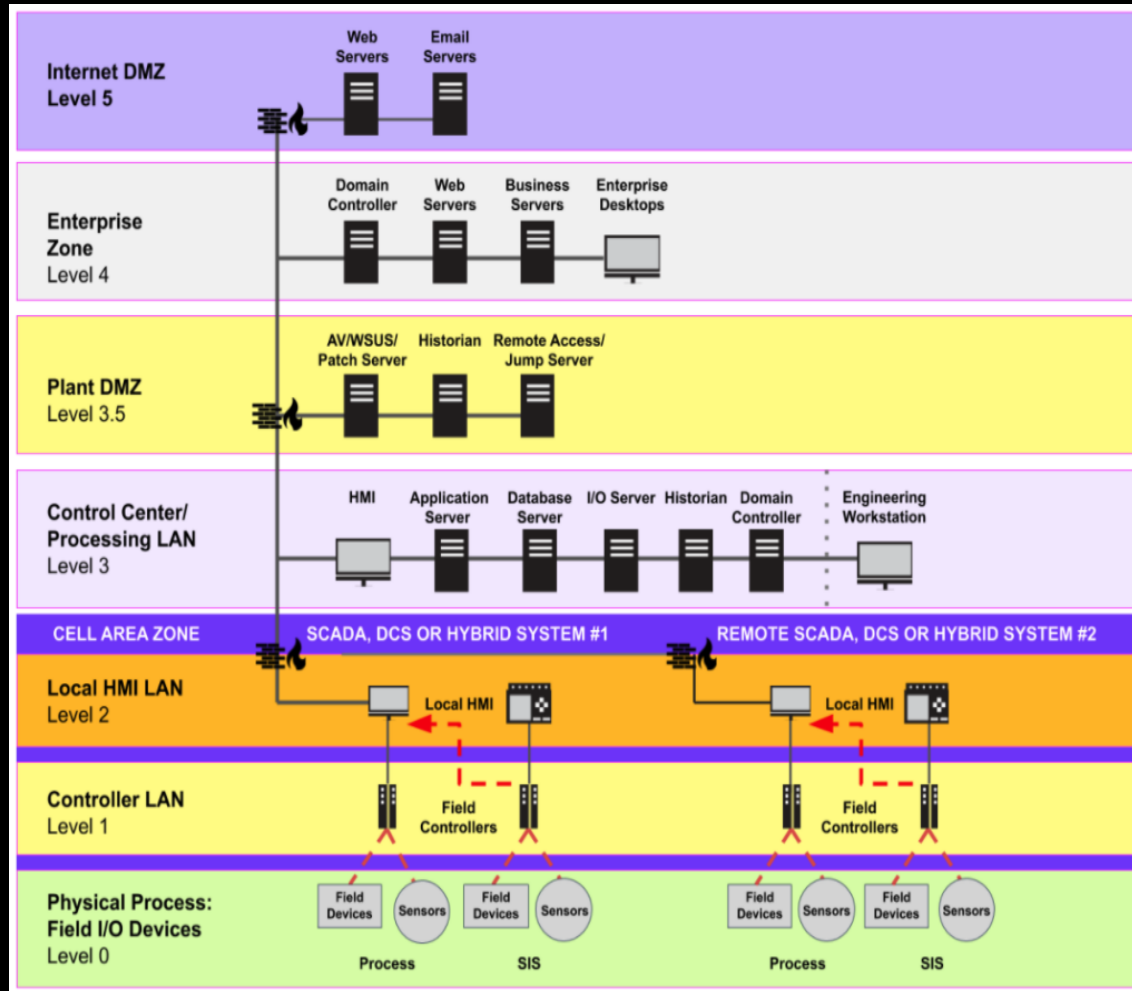 Internet DMZ
Level 5
Web
Servers
Email
Servers
Enterprise
Zone
Level 4
Domain
Controller
Web
Servers
Business
Servers
Enterprise
Desktops
Plant DMZ
Level 3.5
AV/WSUS/
Patch Server
Historian
Remote Access/
Jump Server
Control Center/
Processing LAN
Level 3
HMI
Application
Server
Database
Server
I/O Server
Historian
Domain
Controller
Engineering
Workstation
CELL AREA ZONE
SCADA, DCS OR HYBRID SYSTEM #1
REMOTE SCADA, DCS OR HYBRID SYSTEM #2
Local HMI LAN
Level 2
Local HMI
Local HMI
Controller LAN
Level 1
Field
Controllers
Field
Controllers
Physical Process:
Field I/O Devices
Level 0
Field
Devices
Sensors
Field
Devices
Sensors
Field
Devices
Sensors
Field
Devices
Sensors
Process
SIS
Process
SIS